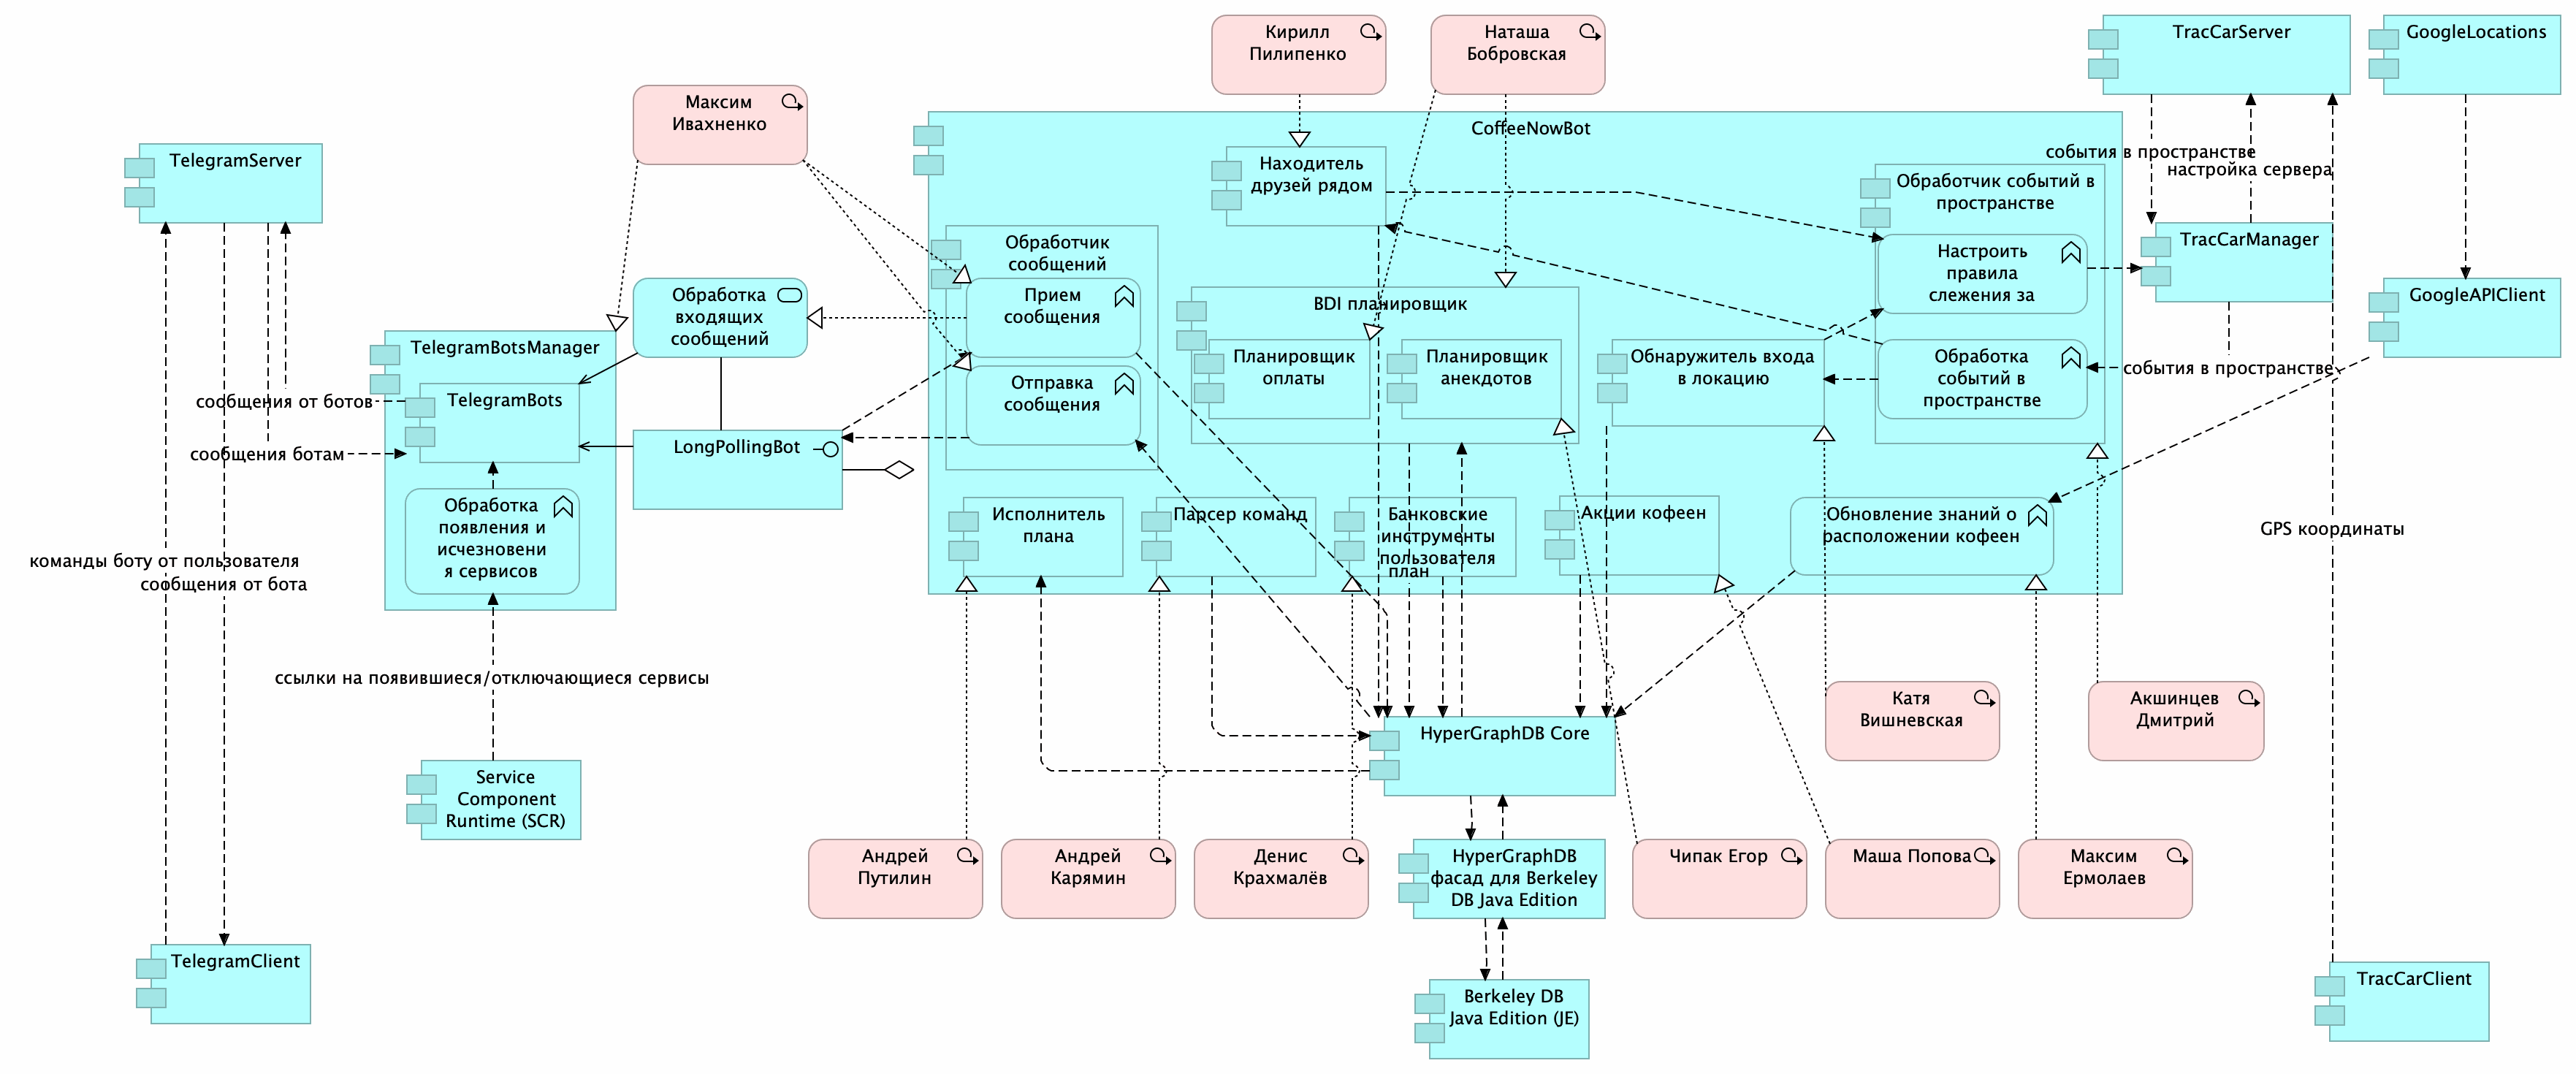 Кирилл
Пилипенко
Наташа
Бобровская
TracCarServer
GoogleLocations
Максим
Ивахненко
CoffeeNowBot
TelegramServer
Находитель
друзей рядом
события в пространстве
настройка сервера
Обработчик событий в
пространстве
Обработчик
сообщений
TracCarManager
Настроить
правила
слежения за
Обработка
входящих
сообщений
Прием
сообщения
BDI планировщик
GoogleAPIClient
TelegramBotsManager
Планировщик
оплаты
Планировщик
анекдотов
Обнаружитель входа
в локацию
Обработка
событий в
пространстве
события в пространстве
Отправка
сообщения
сообщения от ботов
TelegramBots
LongPollingBot
сообщения ботам
Обработка
появления и
исчезновени
я сервисов
Исполнитель
плана
Парсер команд
Банковские
инструменты
пользователя
план
Акции кофеен
Обновление знаний о
расположении кофеен
GPS координаты
команды боту от пользователя
сообщения от бота
ссылки на появившиеся/отключающиеся сервисы
Катя
Вишневская
Акшинцев
Дмитрий
HyperGraphDB Core
Service
Component
Runtime (SCR)
Андрей
Путилин
Андрей
Карямин
Денис
Крахмалёв
HyperGraphDB
фасад для Berkeley
DB Java Edition
Чипак Егор
Маша Попова
Максим
Ермолаев
TelegramClient
TracCarClient
Berkeley DB
Java Edition (JE)